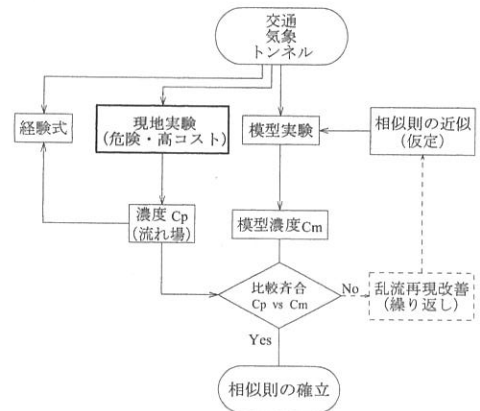 交通
気象
トンネル
経験式
現地実験
(危険・高コスト)
模型実験
相似則の近似
(仮定)
濃度 Cp
(流れ場)
模型濃度Cm
比較斉合
Cp vs Cm
No
乱流再現改善
(繰り返し)
Yes
相似則の確立